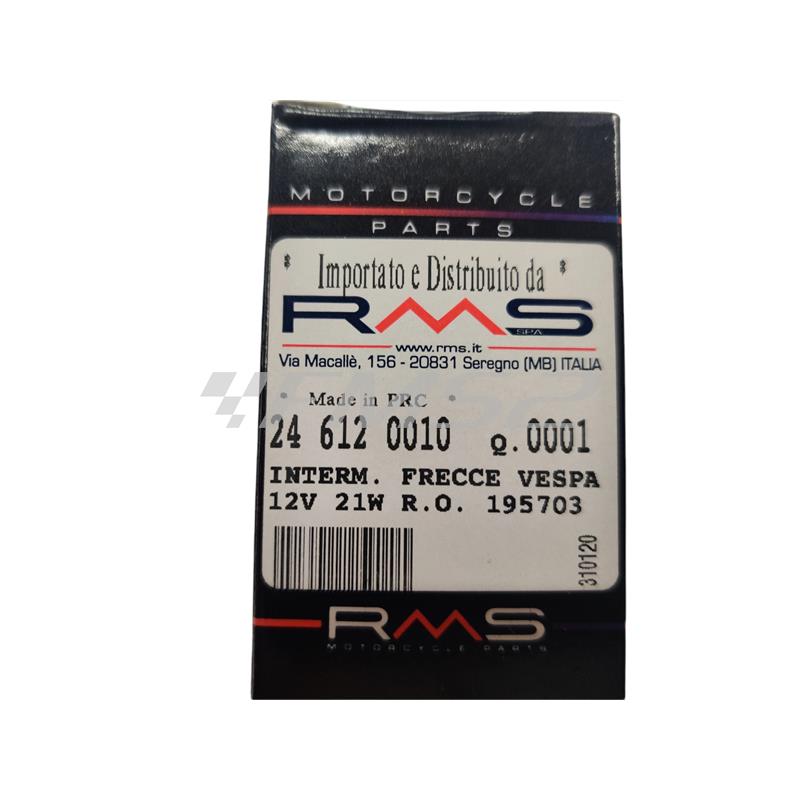 MOTORCYCLE
PARTS
* Importato e Distribuito da *
RMS
SPA
www.rms.it
Via Macallè, 156 - 20831 Seregno (MB) ITALIA
Made in PRC
24 612 0010 Q.0001
INTERM. FRECCE VESPA
12V 21W R.O. 195703
310120
RMS
MOTORCYCLE PARTS